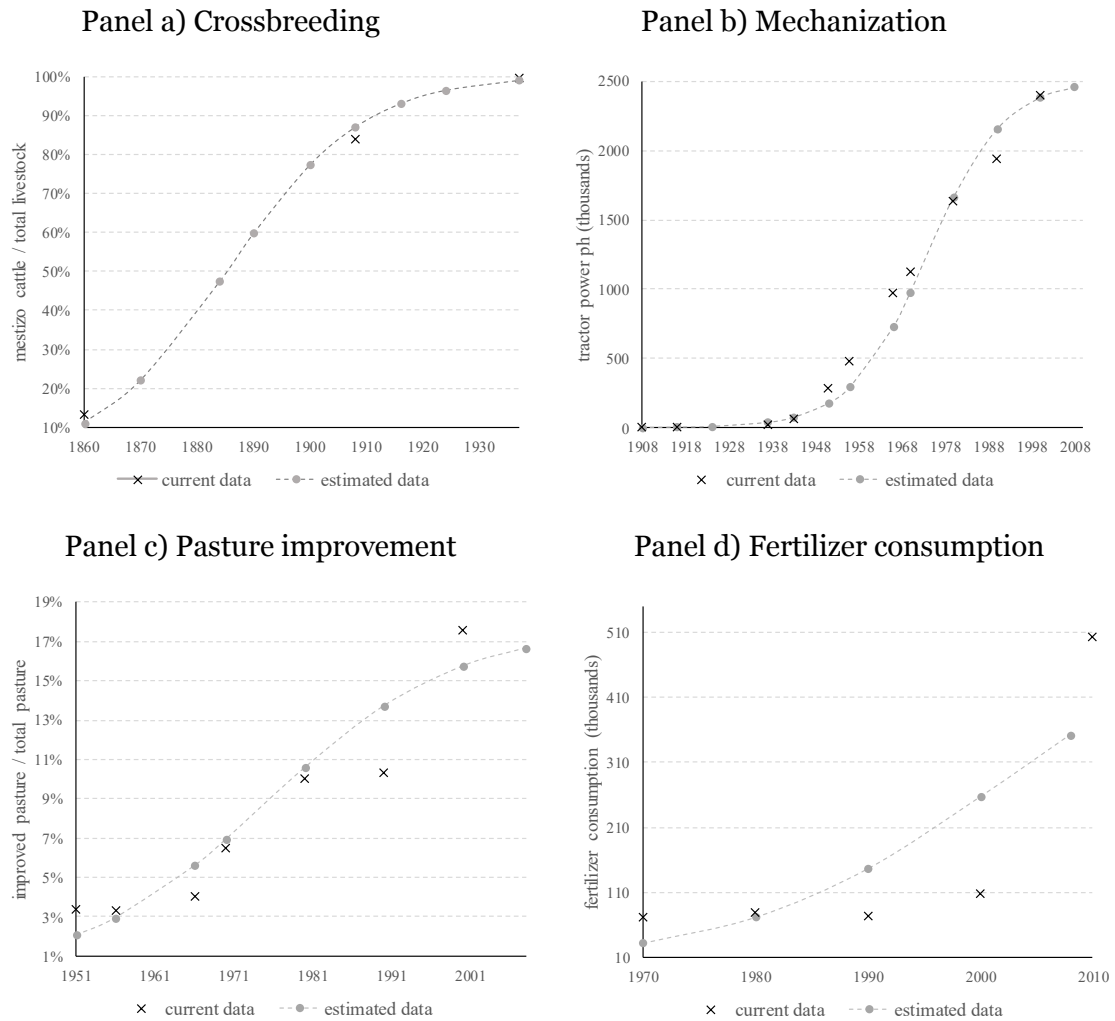 Panel a) Crossbreeding
100%
90%
80%
70%
60%
50%
40%
30%
20%
10%
mestizo cattle / total livestock
1860 1870 1880 1890 1900 1910 1920 1930
current data estimated data
Panel b) Mechanization
2500
2000
1500
1000
500
0
tractor power ph (thousands)
1908 1918 1928 1938 1948 1958 1968 1978 1988 1998 2008
current data estimated data
Panel c) Pasture improvement
19%
17%
15%
13%
11%
9%
7%
5%
3%
1%
improved pasture / total pasture
1951 1961 1971 1981 1991 2001
current data estimated data
Panel d) Fertilizer consumption
510
410
310
210
110
10
fertilizer consumption (thousands)
1970 1980 1990 2000 2010
current data estimated data